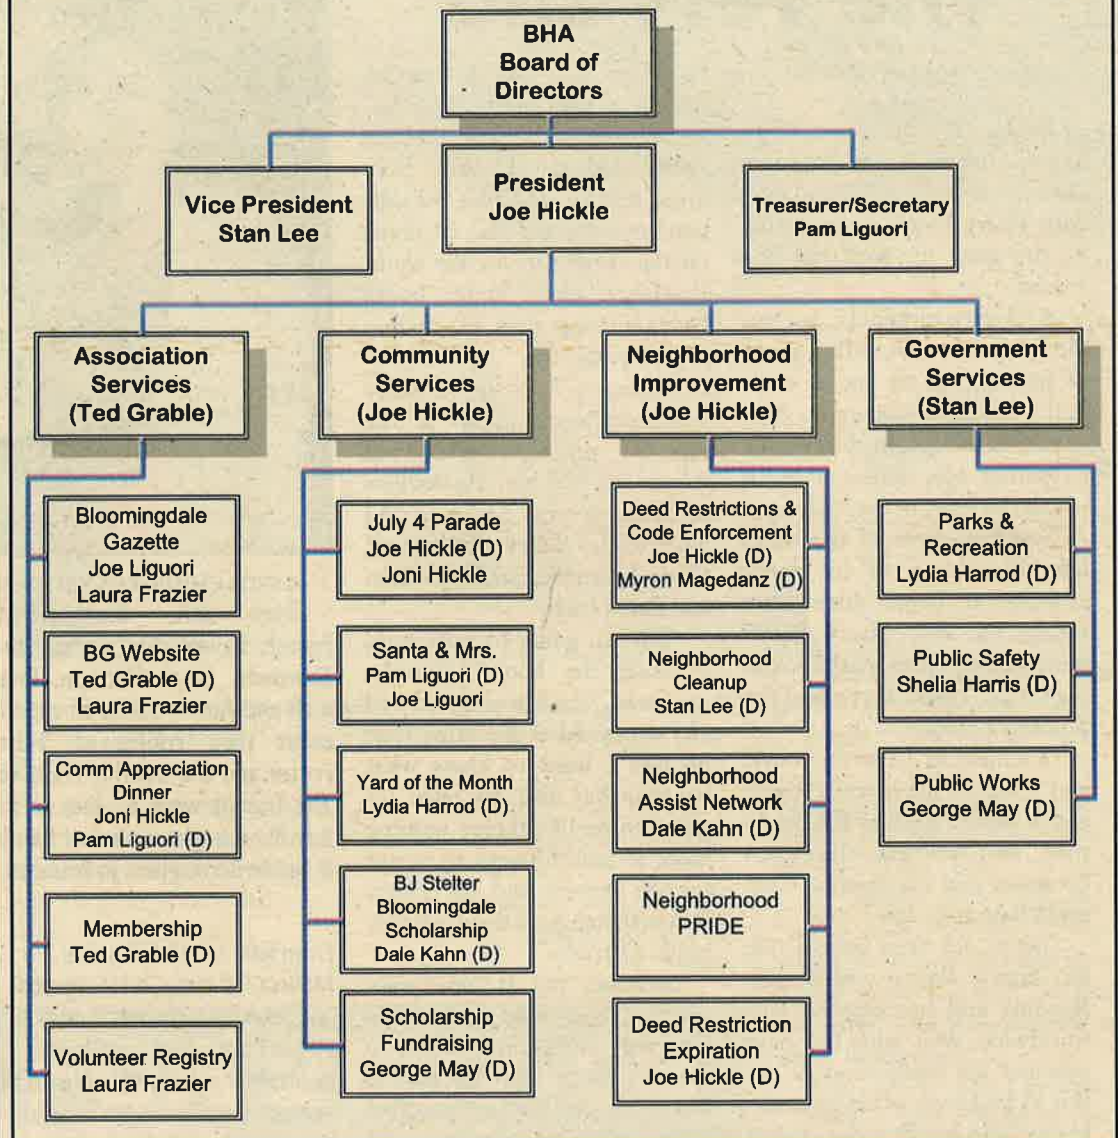 BHA
Board of
Directors
Vice President
Stan Lee
President
Joe Hickle
Treasurer/Secretary
Pam Liguori
Association
Services
(Ted Grable)
Community
Services
(Joe Hickle)
Neighborhood
Improvement
(Joe Hickle)
Government
Services
(Stan Lee)
Bloomingdale
Gazette
Joe Liguori
Laura Frazier
BG Website
Ted Grable (D)
Laura Frazier
Comm Appreciation
Dinner
Joni Hickle
Pam Liguori (D)
Membership
Ted Grable (D)
Volunteer Registry
Laura Frazier
July 4 Parade
Joe Hickle (D)
Joni Hickle
Santa & Mrs.
Pam Liguori (D)
Joe Liguori
Yard of the Month
Lydia Harrod (D)
BJ Stelter
Bloomingdale
Scholarship
Dale Kahn (D)
Scholarship
Fundraising
George May (D)
Deed Restrictions &
Code Enforcement
Joe Hickle (D)
Myron Magedanz (D)
Neighborhood
Cleanup
Stan Lee (D)
Neighborhood
Assist Network
Dale Kahn (D)
Neighborhood
PRIDE
Deed Restriction
Expiration
Joe Hickle (D)
Parks &
Recreation
Lydia Harrod (D)
Public Safety
Shelia Harris (D)
Public Works
George May (D)